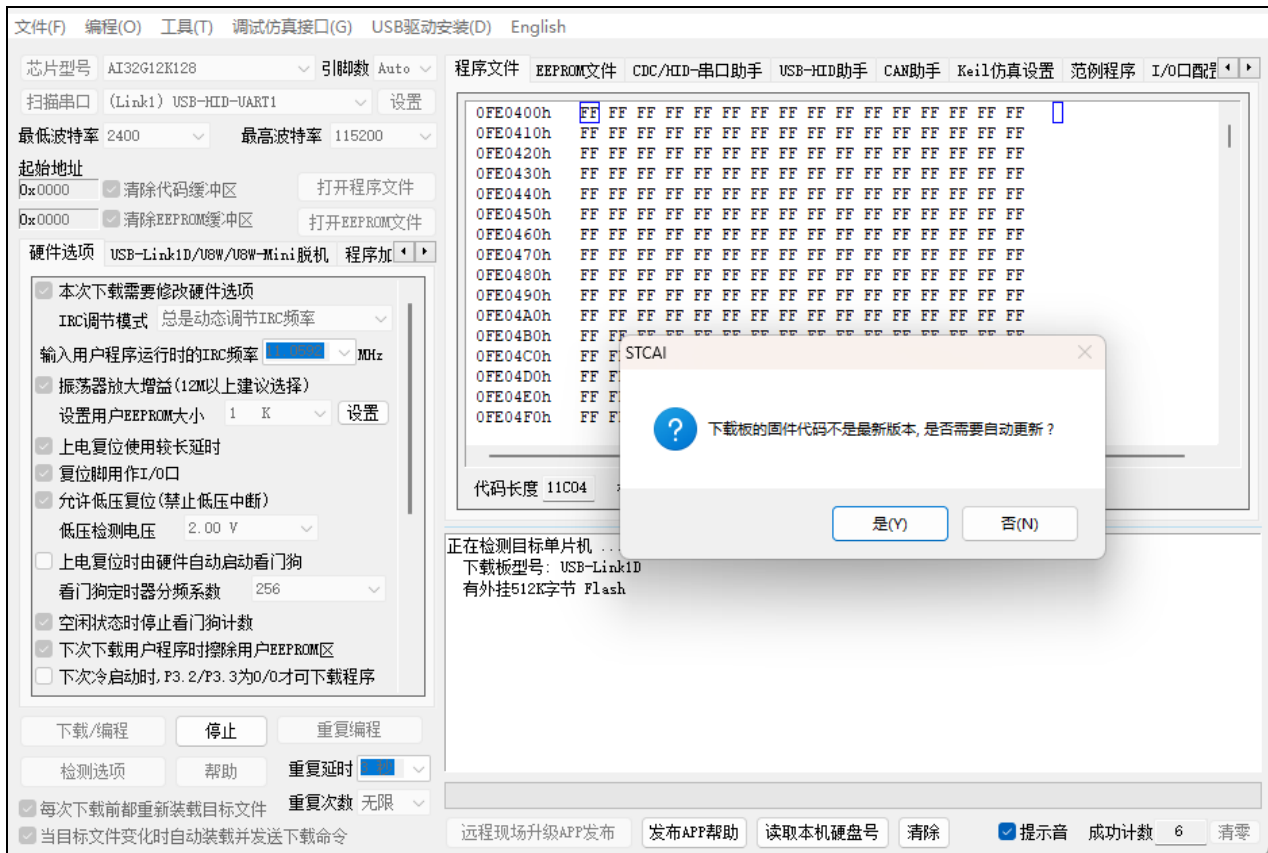 文件(F) 编程(O) 工具(T) 调试仿真接口(G) USB驱动安装(D) English
芯片型号 AI32G12K128 引脚数 Auto
扫描串口 (Link1) USB-HID-UART1 设置
最低波特率 2400 最高波特率 115200
起始地址
0x0000 清除代码缓冲区 打开程序文件
0x0000 清除EEPROM缓冲区 打开EEPROM文件
硬件选项 USB-Link1D/U8W/U8W-Mini脱机 程序加
本次下载需要修改硬件选项
IRC调节模式 总是动态调节IRC频率
输入用户程序运行时的IRC频率 11.0592 MHz
振荡器放大增益(12M以上建议选择)
设置用户EEPROM大小 1 K 设置
上电复位使用较长延时
复位脚用作I/O口
允许低压复位(禁止低压中断)
低压检测电压 2.00 V
上电复位时由硬件自动启动看门狗
看门狗定时器分频系数 256
空闲状态时停止看门狗计数
下次下载用户程序时擦除用户EEPROM区
下次冷启动时,P3.2/P3.3为0/0才可下载程序
下载/编程 停止 重复编程
检测选项 帮助 重复延时
每次下载前都重新装载目标文件 重复次数 无限
当目标文件变化时自动装载并发送下载命令
程序文件 EEPROM文件 CDC/HID-串口助手 USB-HID助手 CAN助手 Keil仿真设置 范例程序 I/O口配
0FE0400h FF FF FF FF FF FF FF FF FF FF FF FF FF FF FF FF
0FE0410h FF FF FF FF FF FF FF FF FF FF FF FF FF FF FF FF
0FE0420h FF FF FF FF FF FF FF FF FF FF FF FF FF FF FF FF
0FE0430h FF FF FF FF FF FF FF FF FF FF FF FF FF FF FF FF
0FE0440h FF FF FF FF FF FF FF FF FF FF FF FF FF FF FF FF
0FE0450h FF FF FF FF FF FF FF FF FF FF FF FF FF FF FF FF
0FE0460h FF FF FF FF FF FF FF FF FF FF FF FF FF FF FF FF
0FE0470h FF FF FF FF FF FF FF FF FF FF FF FF FF FF FF FF
0FE0480h FF FF FF FF FF FF FF FF FF FF FF FF FF FF FF FF
0FE0490h FF FF FF FF FF FF FF FF FF FF FF FF FF FF FF FF
0FE04A0h FF FF FF FF FF FF FF FF FF FF FF FF FF FF FF FF
0FE04B0h FF FF FF FF FF FF FF FF FF FF FF FF FF FF FF FF
0FE04C0h FF
0FE04D0h FF
0FE04E0h FF
0FE04F0h FF
代码长度 11C04
STCAI
下载板的固件代码不是最新版本, 是否需要自动更新 ?
是(Y) 否(N)
正在检测目标单片机 ...
下载板型号: USB-Link1D
有外挂512K字节 Flash
远程现场升级APP发布 发布APP帮助 读取本机硬盘号 清除 提示音 成功计数 6 清零